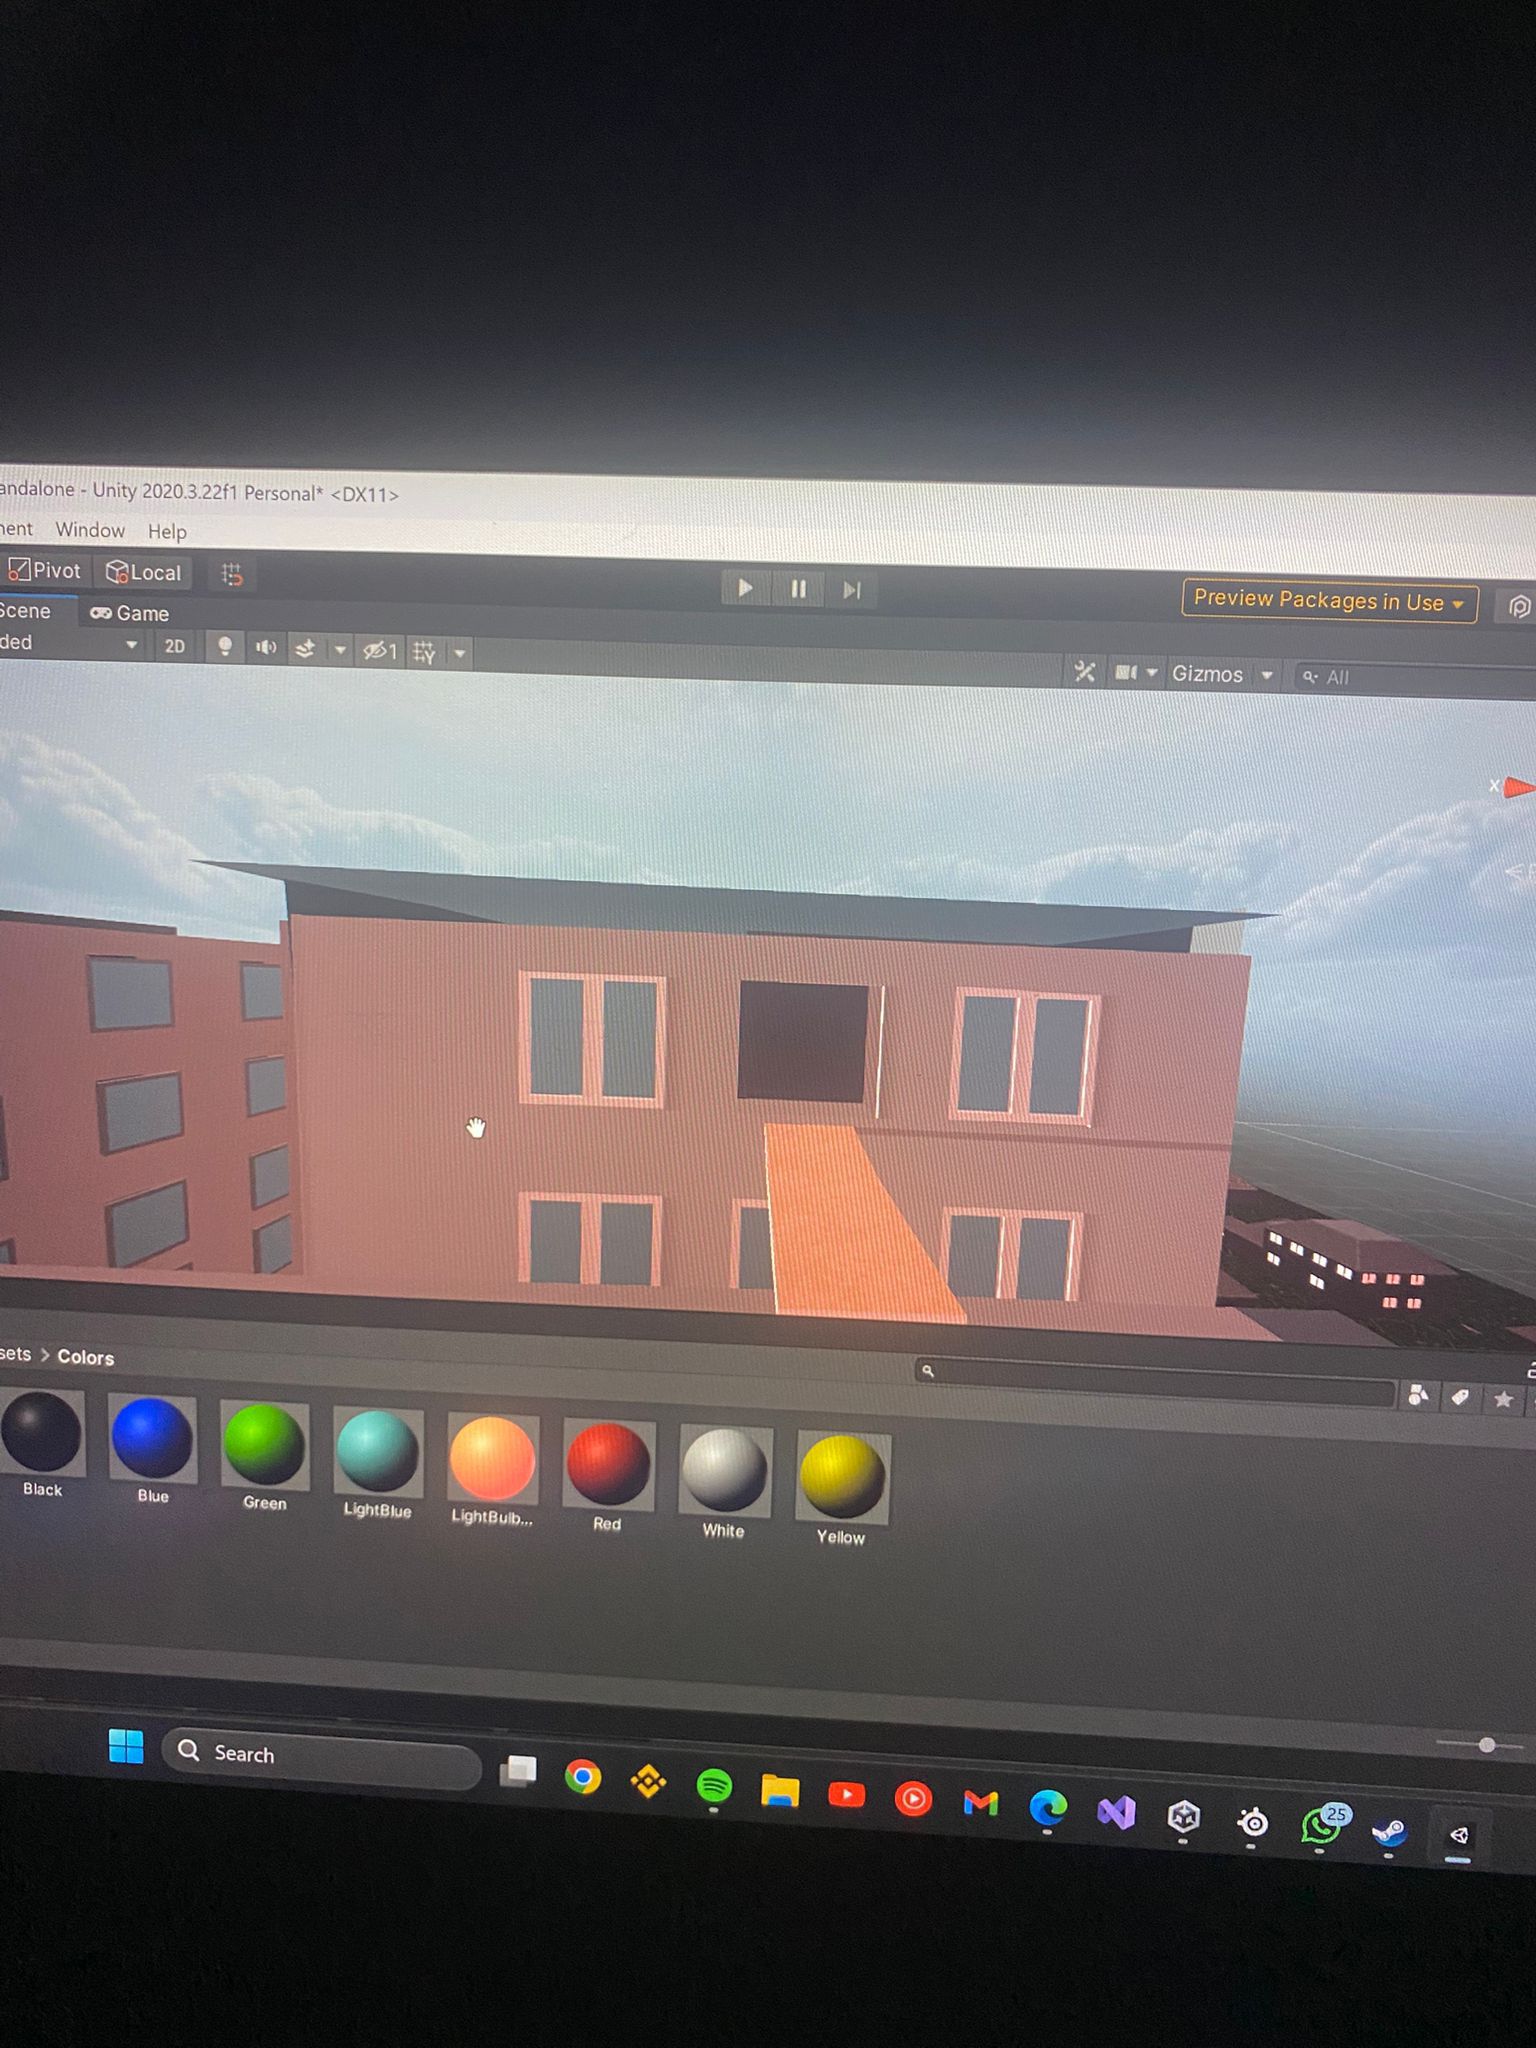 andalone - Unity 2020.3.22f1 Personal* <DX11>
ent Window Help
Pivot Local
Scene Game
ded 2D 1 Gizmos All
Preview Packages in Use
x
sets > Colors
Black Blue Green LightBlue LightBulb... Red White Yellow
Search
25